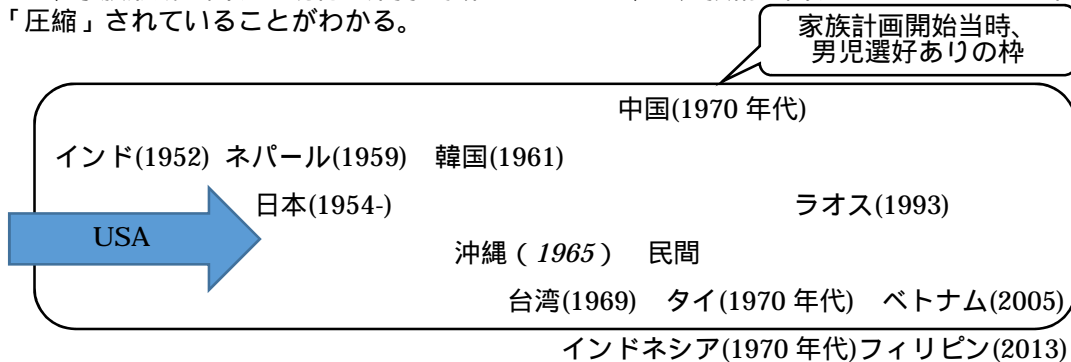 「圧縮」されていることがわかる。
家族計画開始当時、
男児選好ありの枠
中国(1970 年代)
インド(1952) ネパール(1959) 韓国(1961)
日本(1954-) ラオス(1993)
USA
沖縄（1965） 民間
台湾(1969) タイ(1970 年代) ベトナム(2005)
インドネシア(1970 年代)フィリピン(2013)